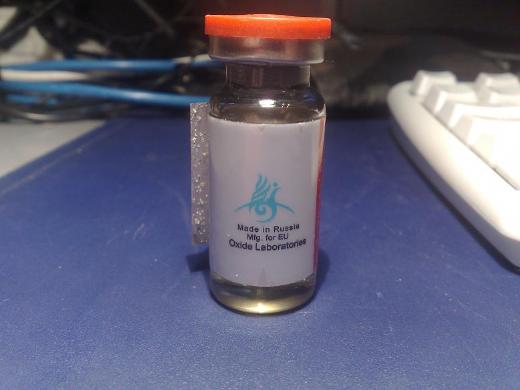 Made in Russia
Mfg. for EU
Oxide Laboratories